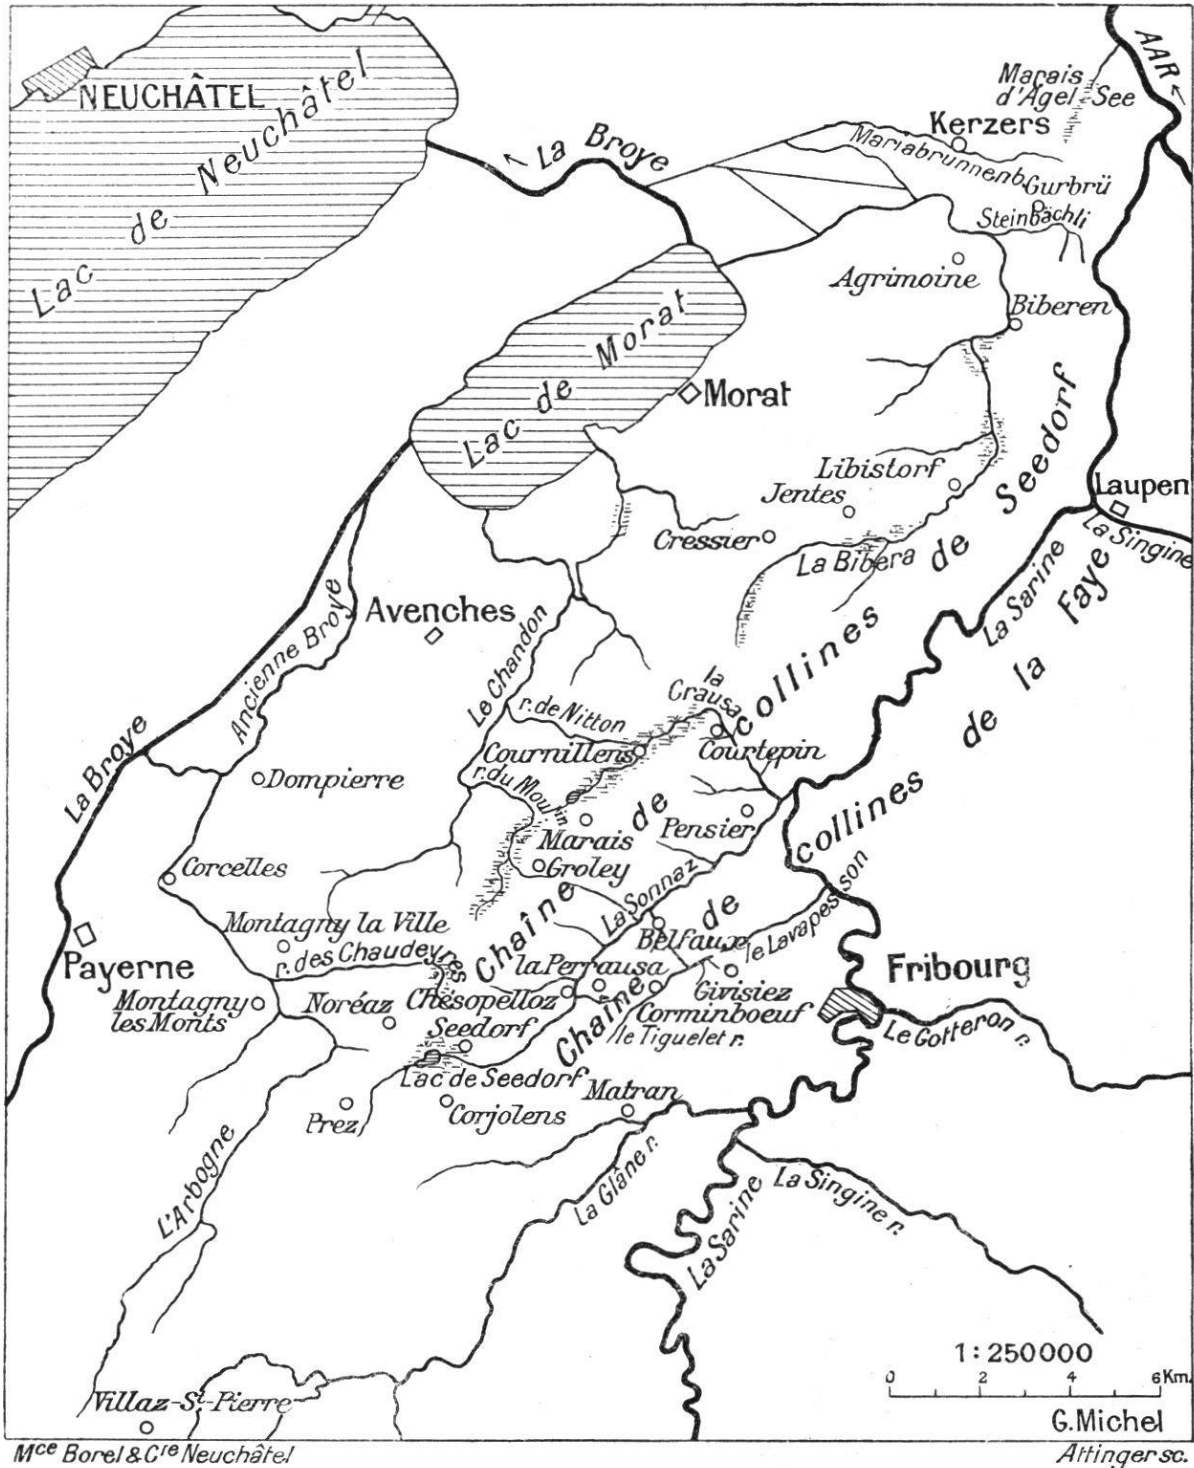 NEUCHÂTEL
Lac de Neuchâtel
La Broye
AAR
Marais
d'Agel-See
Kerzers
Mariabrunnenb.
Gurbrü
Steinbächli
Agrimoine
Biberen
Lac de Morat
Morat
Libistorf
Jentes
Cressier
La Bibera
Laupen
La Singine
La Sarine
collines de Seedorf
collines de la Faye
Avenches
Ancienne Broye
Le Chandon
La Broye
r. de Nitton
la
Crausa
Cournillens
Courtepin
r. du Moulin
Dompierre
Marais
Pensier
Groley
Corcelles
Chaîne de
La Sonnaz
Chaîne de
le Lavapesson
Montagny la Ville
r. des Chaudeyres
Belfaux
la Perrausa
Payerne
Fribourg
Montagny
les Monts
Noréaz
Chésopelloz
Givisiez
Corminboeuf
Seedorf
le Tiguelet r.
Le Gotteron r.
Lac de Seedorf
Matran
Prez
Corjolens
L'Arbogne
La Glâne r.
La Sarine
La Singine r.
Villaz-St-Pierre
1:250000
0 2 4 6 Km.
G. Michel
Mce Borel & Cie Neuchâtel
Attinger sc.